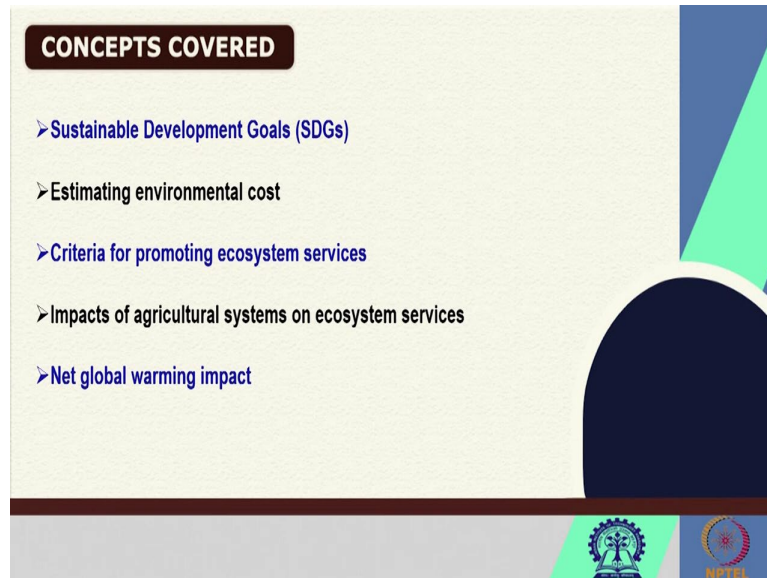 CONCEPTS COVERED
➢Sustainable Development Goals (SDGs)
➢Estimating environmental cost
➢Criteria for promoting ecosystem services
➢Impacts of agricultural systems on ecosystem services
➢Net global warming impact
NPTEL